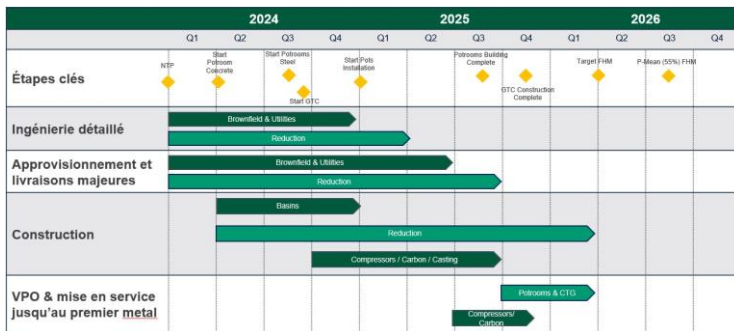 2024 2025 2026
Q1 Q2 Q3 Q4 Q1 Q2 Q3 Q4 Q1 Q2 Q3 Q4
Étapes clés
NTP
Start
Potroom
Concrete
Start Potrooms
Steel
Start GTC
Start Pots
Installation
Potrooms Building
Complete
GTC Construction
Complete
Target FHM
P-Mean (55%) FHM
Ingénierie détaillé
Brownfield & Utilities
Reduction
Approvisionnement et
livraisons majeures
Brownfield & Utilities
Reduction
Construction
Basins
Reduction
Compressors / Carbon / Casting
VPO & mise en service
jusqu'au premier metal
Potrooms & CTG
Compressors/
Carbon